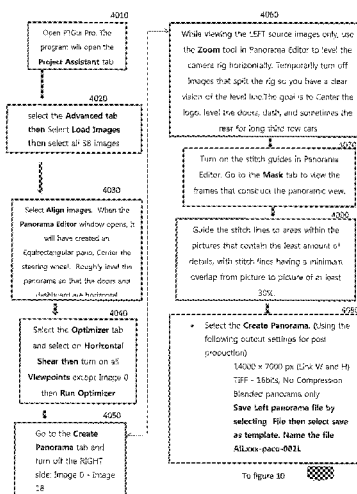 4010
Open PTGui Pro. The
program will open the
Project Assistant tab
4020
select the Advanced tab
then Select Load Images
then select all 38 images
4030
Select Align images. When the
Panorama Editor window opens, it
will have created an
Equirectangular pano. Center the
steering wheel. Roughly level the
panorama so that the doors and
dashboard are horizontal
4040
Select the Optimizer tab
and select on Horizontal
Shear then turn on all
Viewpoints except Image 0
then Run Optimizer
4050
Go to the Create
Panorama tab and
turn off the RIGHT
side: Image 0 - Image
18
4060
While viewing the LEFT source images only, use
the Zoom tool in Panorama Editor to level the
camera rig horizontally. Temporarily turn off
Images that split the rig so you have a clear
vision of the level line. The goal is to Center the
logo, level the doors, dash, and sometimes the
rear for long third row cars
4070
Turn on the stitch guides in Panorama
Editor. Go to the Mask tab to view the
frames that construct the panoramic view.
Guide the stitch lines to areas within the
pictures that contain the least amount of
details, with stitch lines having a minimum
overlap from picture to picture of at least
30%.
• Select the Create Panorama. (Using the
following output settings for post
production)
14000 x 7000 px (Link W and H)
TIFF - 16bits, No Compression
Blended panorama only
Save Left panorama file by
selecting File then select save
as template. Name the file
To figure 10